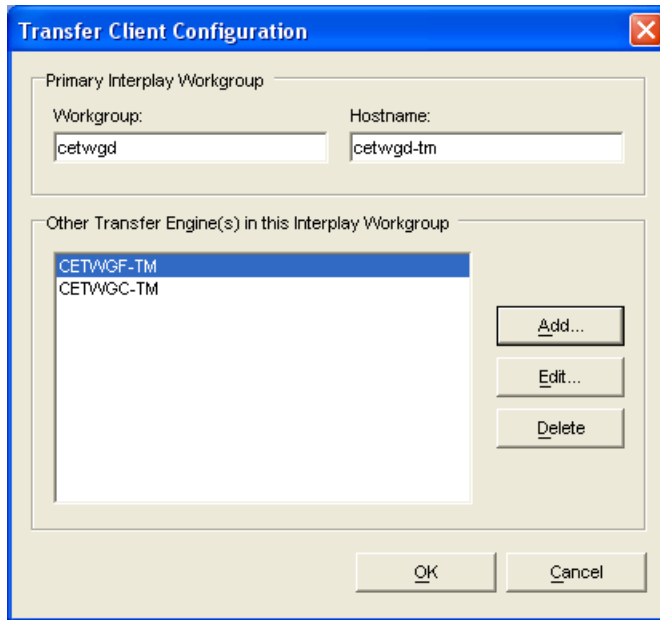 Transfer Client Configuration
Primary Interplay Workgroup
Workgroup: Hostname:
cetwgd cetwgd-tm
Other Transfer Engine(s) in this Interplay Workgroup
CETWGF-TM
CETWGC-TM
Add...
Edit...
Delete
OK Cancel